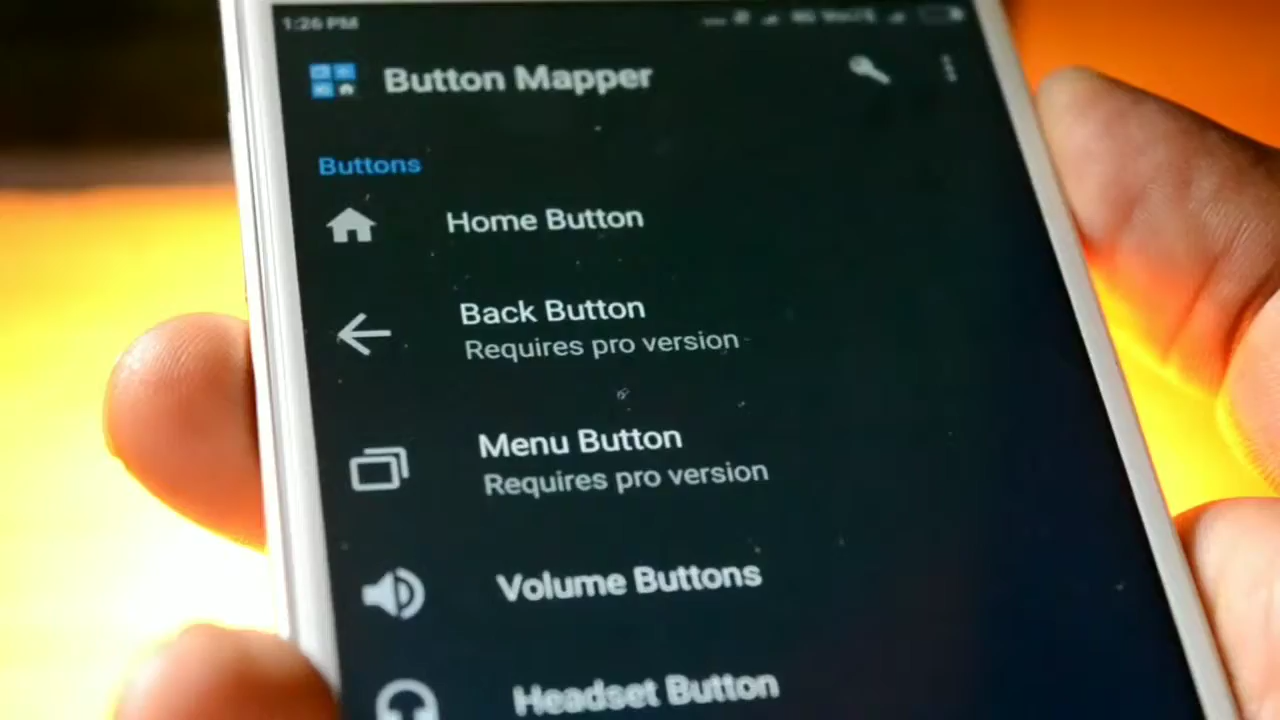 1:26 PM
Button Mapper
Buttons
Home Button
Back Button
Requires pro version
Menu Button
Requires pro version
Volume Buttons
Headset Button